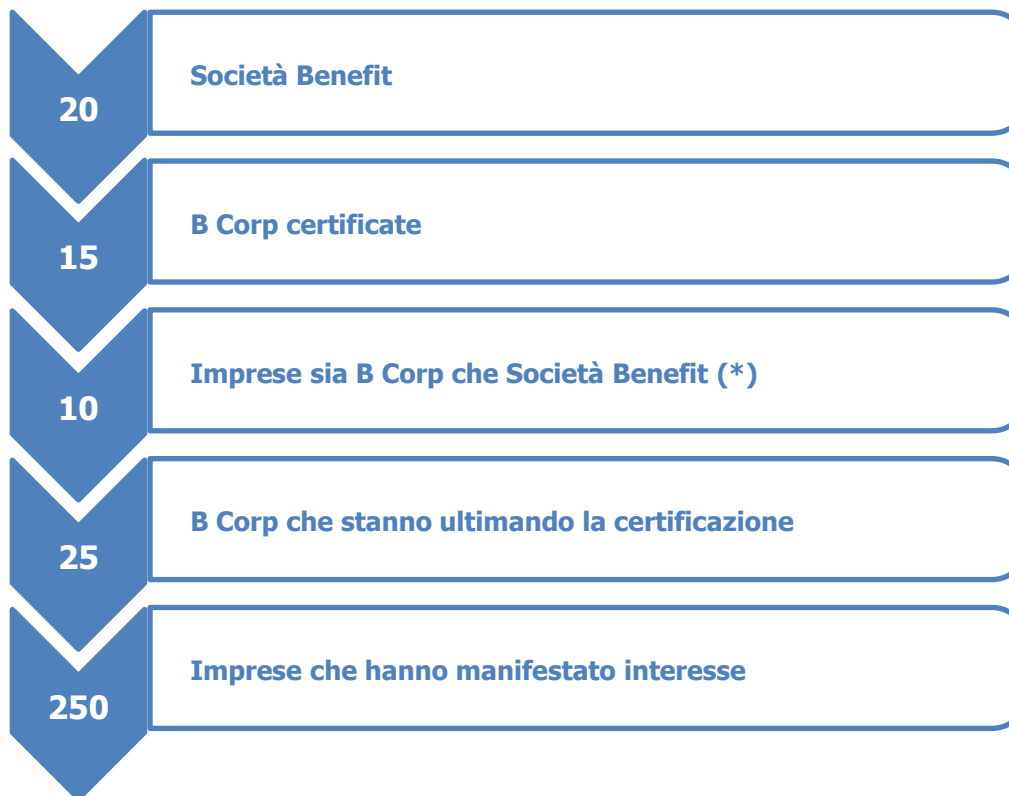 Società Benefit
20
B Corp certificate
15
Imprese sia B Corp che Società Benefit (*)
10
B Corp che stanno ultimando la certificazione
25
Imprese che hanno manifestato interesse
250